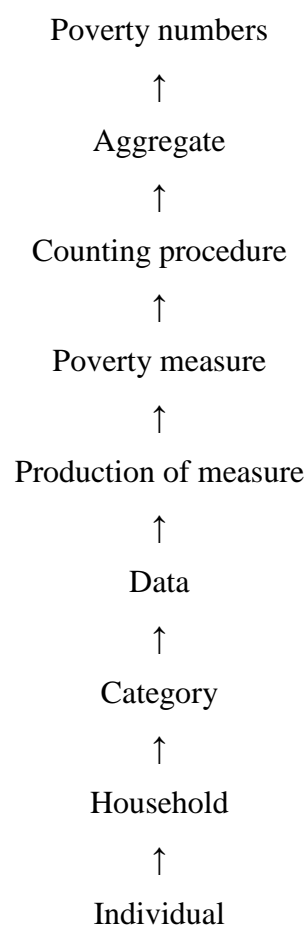 Poverty numbers
↑
Aggregate
↑
Counting procedure
↑
Poverty measure
↑
Production of measure
↑
Data
↑
Category
↑
Household
↑
Individual